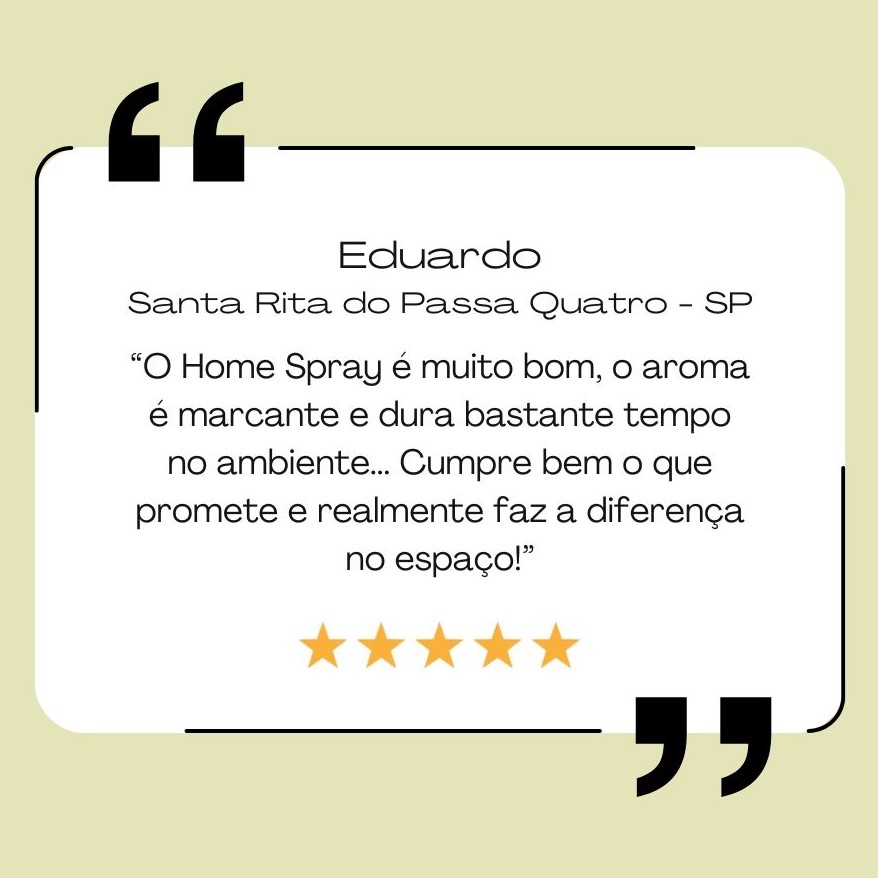 Eduardo
Santa Rita do Passa Quatro - SP
“O Home Spray é muito bom, o aroma
é marcante e dura bastante tempo
no ambiente... Cumpre bem o que
promete e realmente faz a diferença
no espaço!”